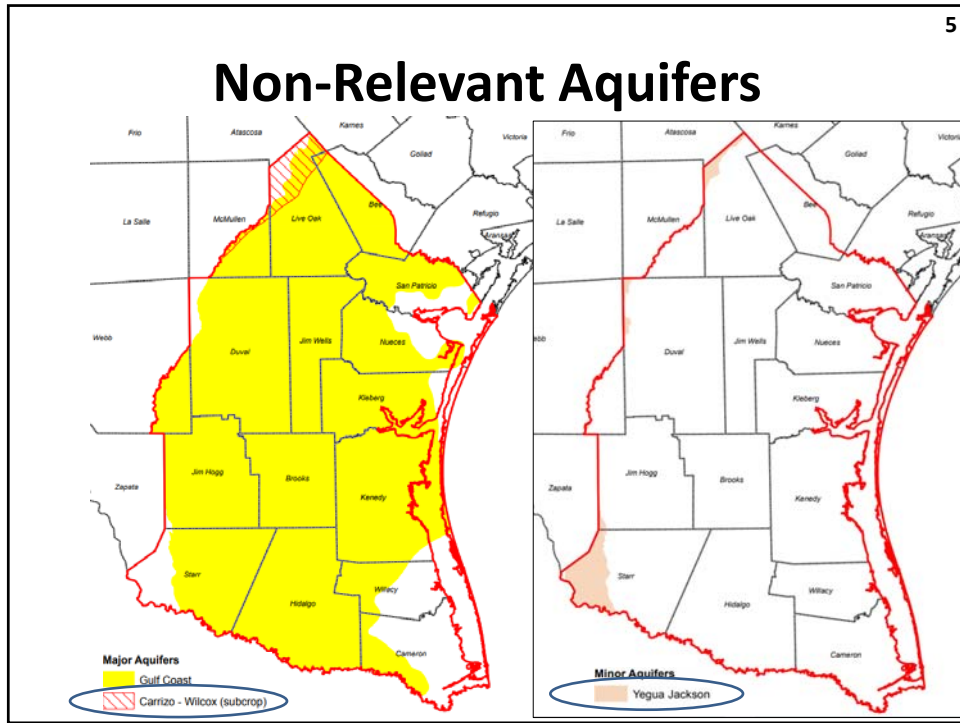 5
Non-Relevant Aquifers
Frio
Atascosa
Karnes
Victoria
Goliad
La Salle
McMullen
Live Oak
Bee
Refugio
Aransas
San Patricio
Webb
Duval
Jim Wells
Nueces
Kleberg
Zapata
Jim Hogg
Brooks
Kenedy
Starr
Willacy
Hidalgo
Cameron
Major Aquifers
Gulf Coast
Carrizo - Wilcox (subcrop)
Frio
Atascosa
Karnes
Victoria
Goliad
La Salle
McMullen
Live Oak
Bee
Refugio
Aransas
San Patricio
ebb
Duval
Jim Wells
Nueces
Kleberg
Zapata
Jim Hogg
Brooks
Kenedy
Starr
Willacy
Hidalgo
Cameron
Minor Aquifers
Yegua Jackson